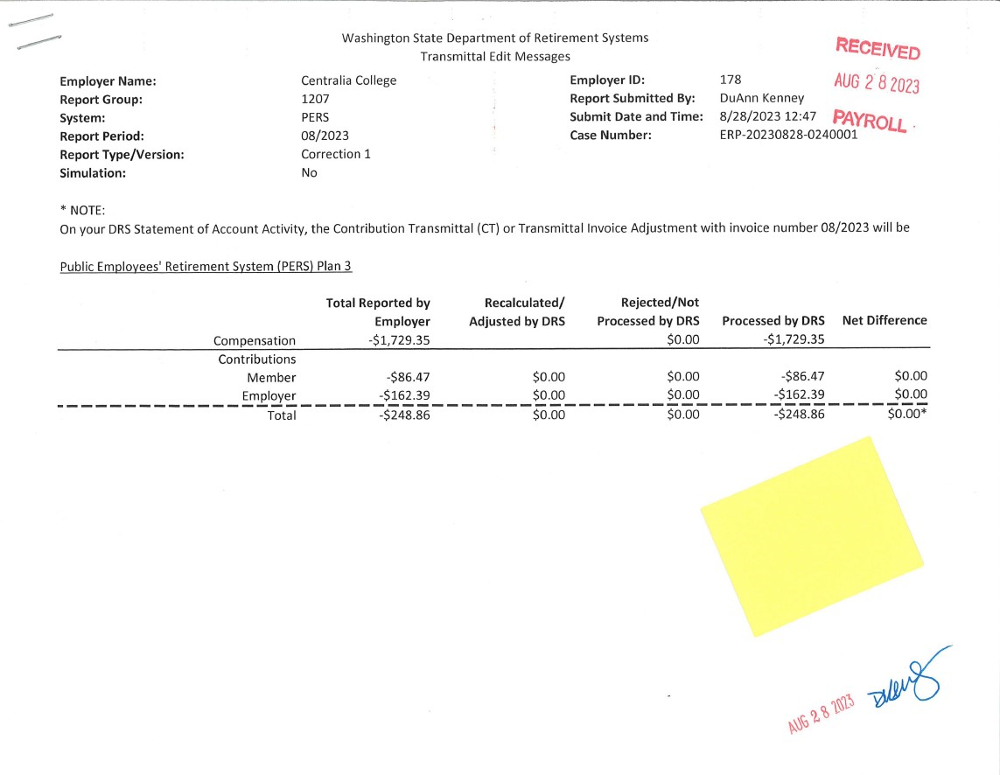 Washington State Department of Retirement Systems
Transmittal Edit Messages
RECEIVED
AUG 28 2023
PAYROLL
Employer Name: Centralia College
Report Group: 1207
System: PERS
Report Period: 08/2023
Report Type/Version: Correction 1
Simulation: No
Employer ID: 178
Report Submitted By: DuAnn Kenney
Submit Date and Time: 8/28/2023 12:47
Case Number: ERP-20230828-0240001
* NOTE:
On your DRS Statement of Account Activity, the Contribution Transmittal (CT) or Transmittal Invoice Adjustment with invoice number 08/2023 will be
Public Employees' Retirement System (PERS) Plan 3
Total Reported by Recalculated/ Rejected/Not
Employer Adjusted by DRS Processed by DRS Processed by DRS Net Difference
Compensation -$1,729.35 $0.00 -$1,729.35
Contributions
Member -$86.47 $0.00 $0.00 -$86.47 $0.00
Employer -$162.39 $0.00 $0.00 -$162.39 $0.00
Total -$248.86 $0.00 $0.00 -$248.86 $0.00*
AUG 28 2023